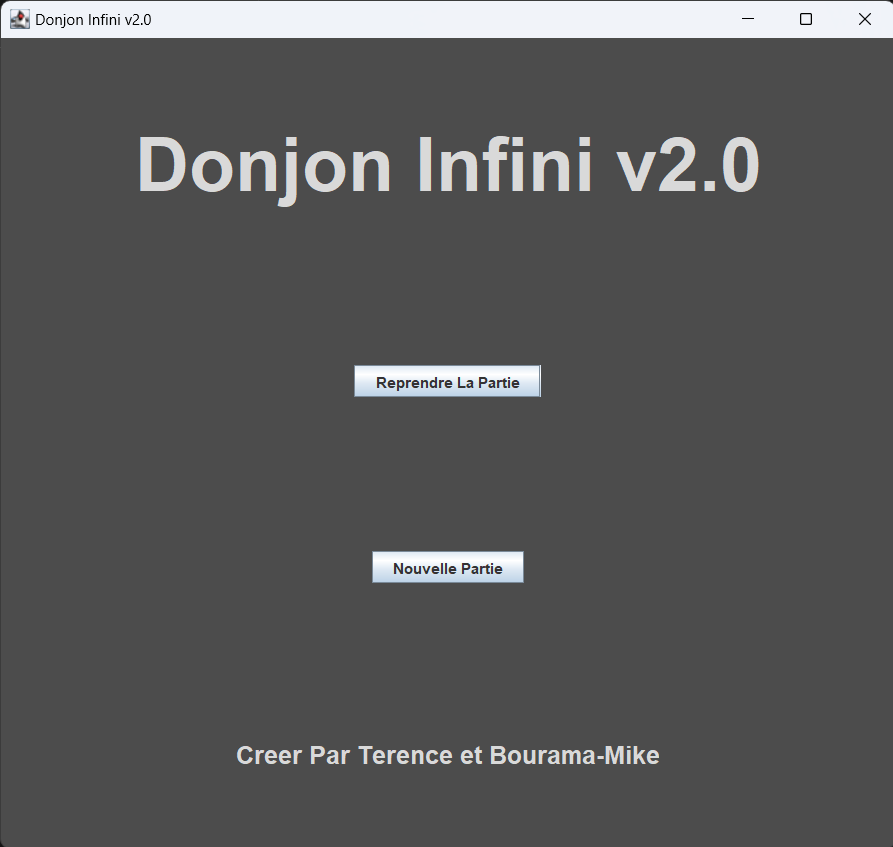 Donjon Infini v2.0
Donjon Infini v2.0
Reprendre La Partie
Nouvelle Partie
Creer Par Terence et Bourama-Mike